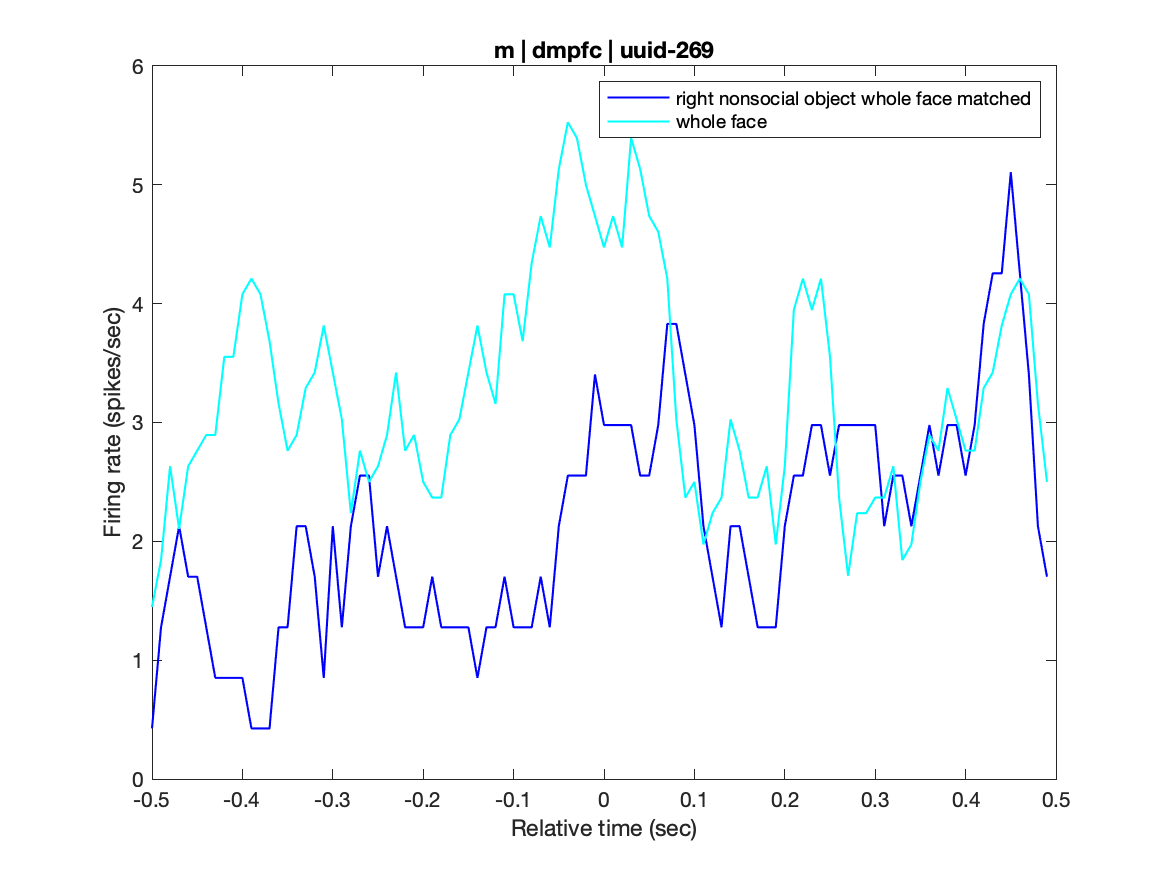 m | dmpfc | uuid-269
right nonsocial object whole face matched
whole face
Firing rate (spikes/sec)
6
5
4
3
2
1
0
-0.5 -0.4 -0.3 -0.2 -0.1 0 0.1 0.2 0.3 0.4 0.5
Relative time (sec)